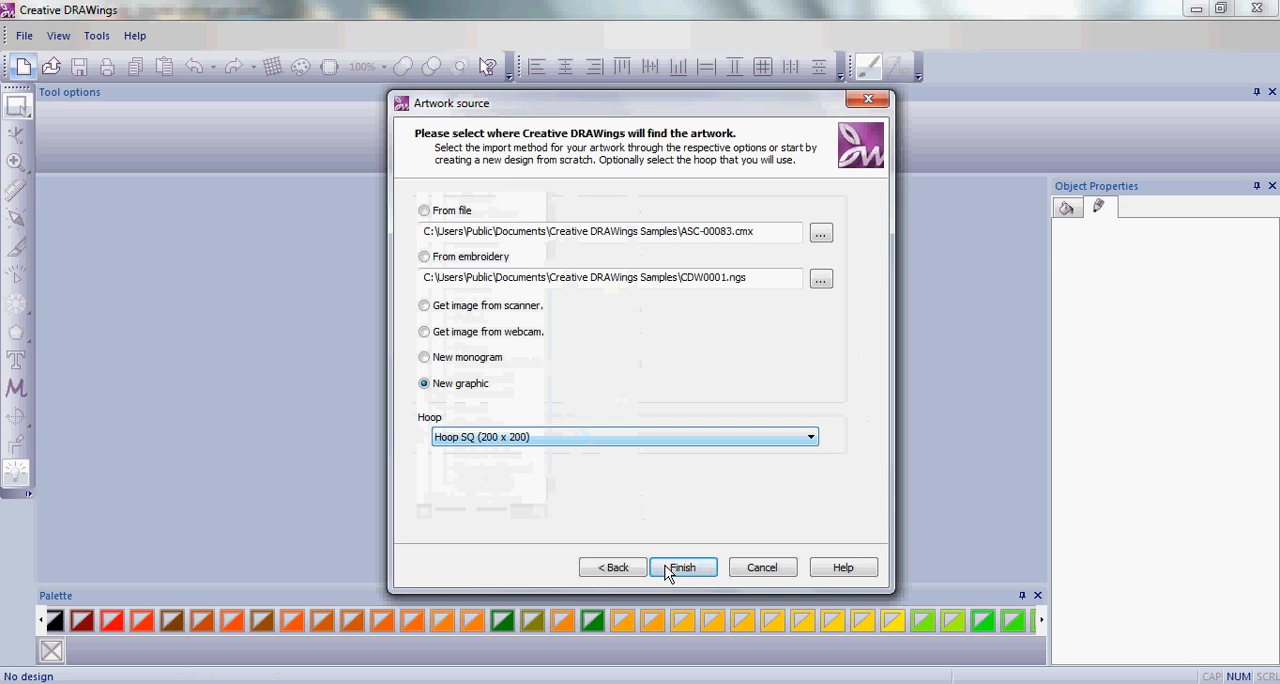 Creative DRAWings
File View Tools Help
100%
Tool options
Artwork source
Please select where Creative DRAWings will find the artwork.
Select the import method for your artwork through the respective options or start by
creating a new design from scratch. Optionally select the hoop that you will use.
Object Properties
From file
C:\Users\Public\Documents\Creative DRAWings Samples\ASC-00083.cmx
...
From embroidery
C:\Users\Public\Documents\Creative DRAWings Samples\CDW0001.ngs
...
Get image from scanner.
Get image from webcam.
New monogram
New graphic
Hoop
Hoop SQ (200 x 200)
< Back Finish Cancel Help
Palette
No design
CAP NUM SCRL